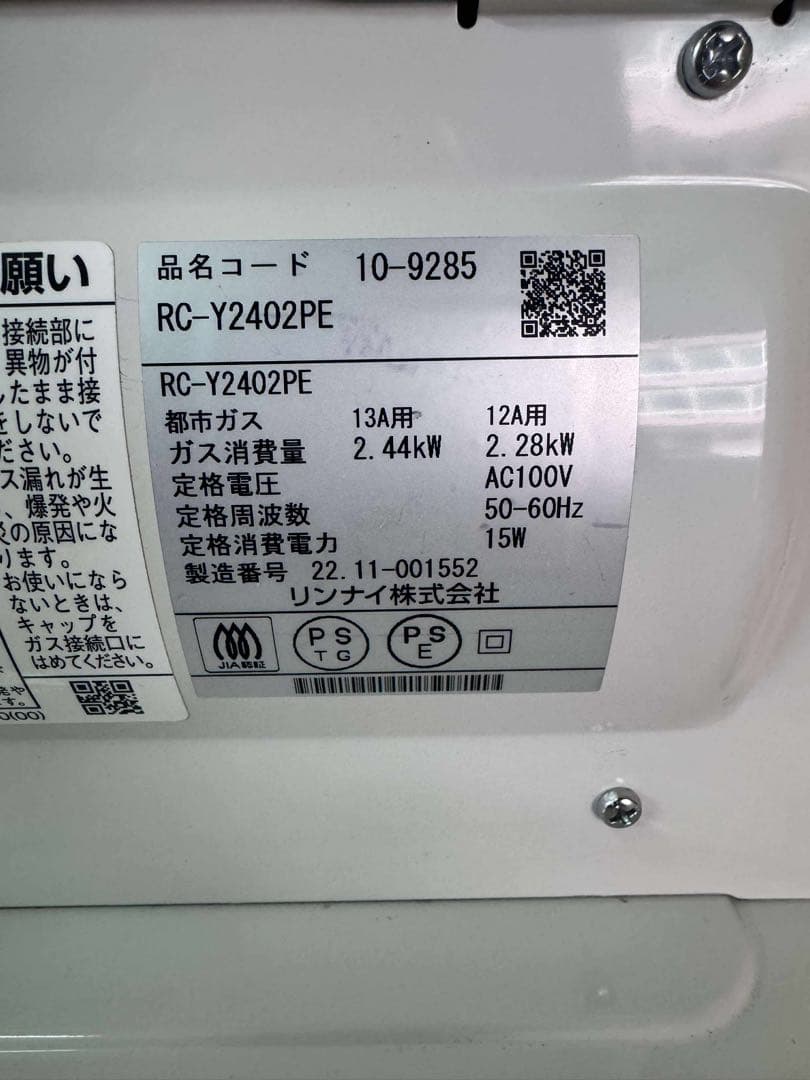 願い
接続部に
異物が付
したまま接
をしないで
ださい。
ス漏れが生
、爆発や火
災の原因にな
ります。
お使いになら
ないときは、
キャップを
ガス接続口に
はめてください。
発や
す。
0(00)
品名コード 10-9285
RC-Y2402PE
RC-Y2402PE
都市ガス 13A用 12A用
ガス消費量 2.44kW 2.28kW
定格電圧 AC100V
定格周波数 50-60Hz
定格消費電力 15W
製造番号 22.11-001552
リンナイ株式会社
JIA認証
PS
TG
PS
E